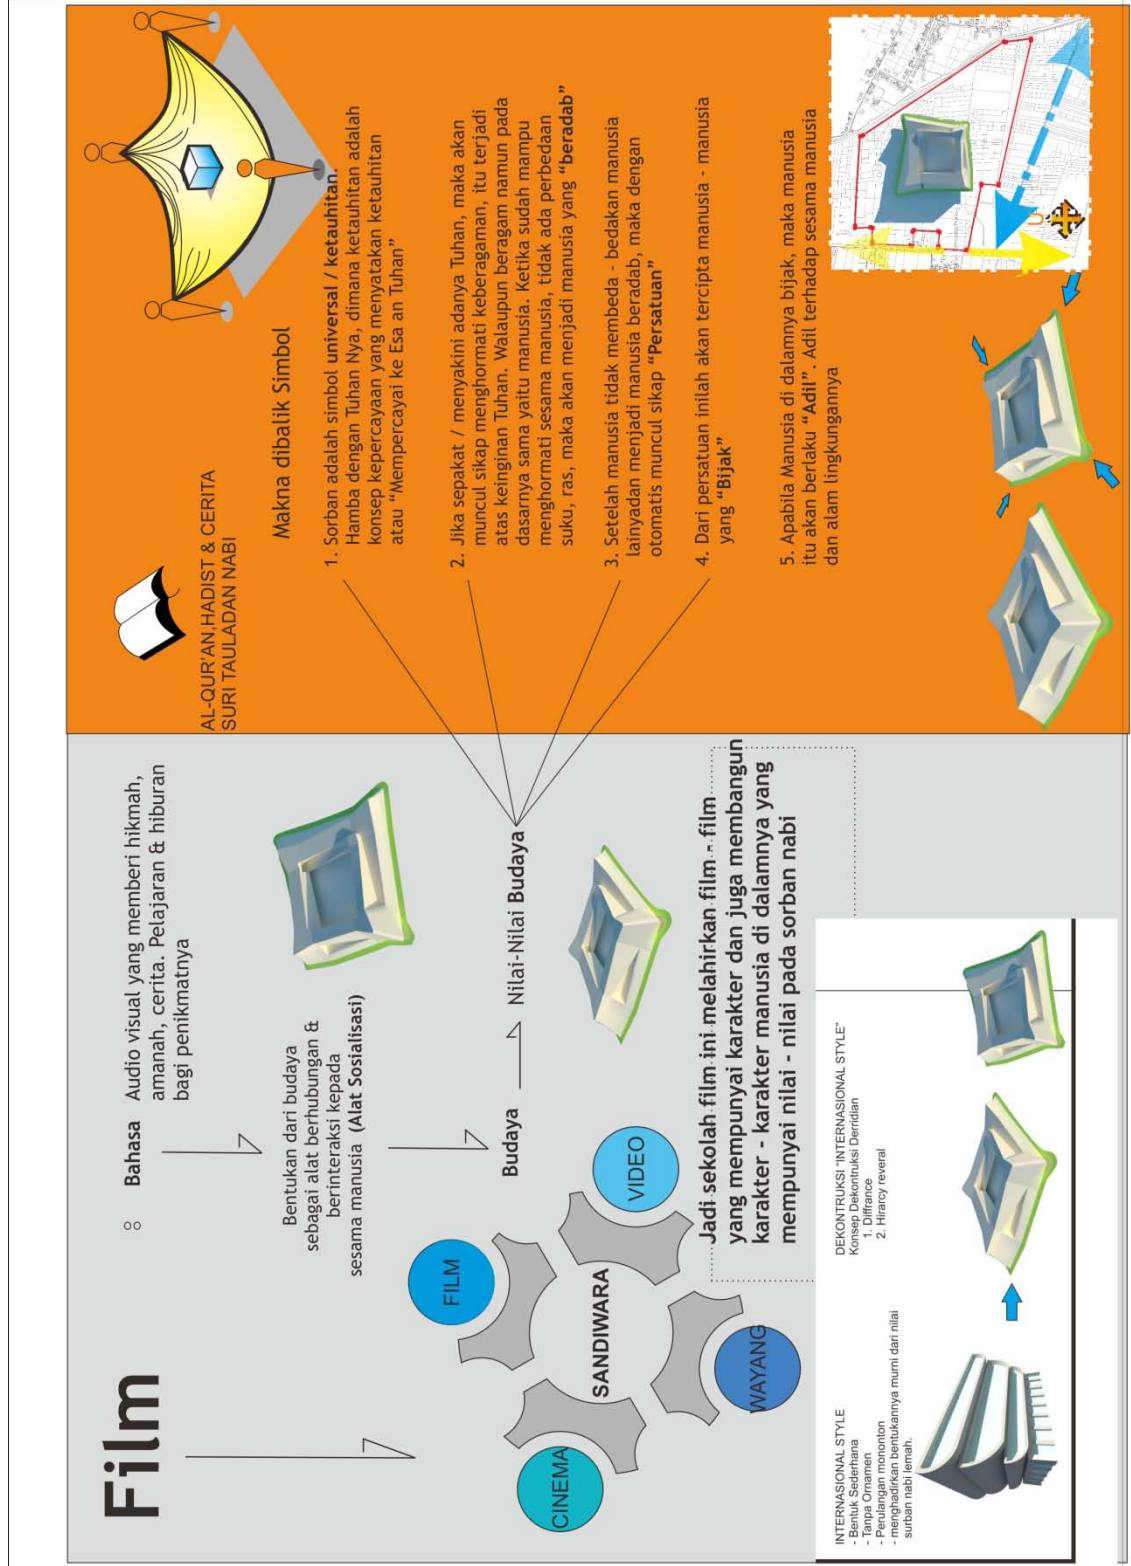 Film
Bahasa
Audio visual yang memberi hikmah,
amanah, cerita. Pelajaran & hiburan
bagi penikmatnya
Bentukan dari budaya
sebagai alat berhubungan &
berinteraksi kepada
sesama manusia (Alat Sosialisasi)
Budaya
Nilai-Nilai Budaya
CINEMA
FILM
VIDEO
WAYANG
SANDIWARA
Jadi sekolah film ini melahirkan film - film
yang mempunyai karakter dan juga membangun
karakter - karakter manusia di dalamnya yang
mempunyai nilai - nilai pada sorban nabi
INTERNASIONAL STYLE
- Bentuk Sederhana
- Tanpa Ornamen
- Perulangan mononton
- menghadirkan bentukannya murni dari nilai
surban nabi lemah.
DEKONTRUKSI "INTERNASIONAL STYLE"
Konsep Dekontruksi Derridian
1. Diffrance
2. Hirarcy reveral
AL-QUR'AN,HADIST & CERITA
SURI TAULADAN NABI
Makna dibalik Simbol
1. Sorban adalah simbol universal / ketauhitan.
Hamba dengan Tuhan Nya, dimana ketauhitan adalah
konsep kepercayaan yang menyatakan ketauhitan
atau “Mempercayai ke Esa an Tuhan”
2. Jika sepakat / menyakini adanya Tuhan, maka akan
muncul sikap menghormati keberagaman, itu terjadi
atas keinginan Tuhan. Walaupun beragam namun pada
dasarnya sama yaitu manusia. Ketika sudah mampu
menghormati sesama manusia, tidak ada perbedaan
suku, ras, maka akan menjadi manusia yang “beradab”
3. Setelah manusia tidak membeda - bedakan manusia
lainyadan menjadi manusia beradab, maka dengan
otomatis muncul sikap “Persatuan”
4. Dari persatuan inilah akan tercipta manusia - manusia
yang “Bijak”
5. Apabila Manusia di dalamnya bijak, maka manusia
itu akan berlaku “Adil”. Adil terhadap sesama manusia
dan alam lingkungannya
U